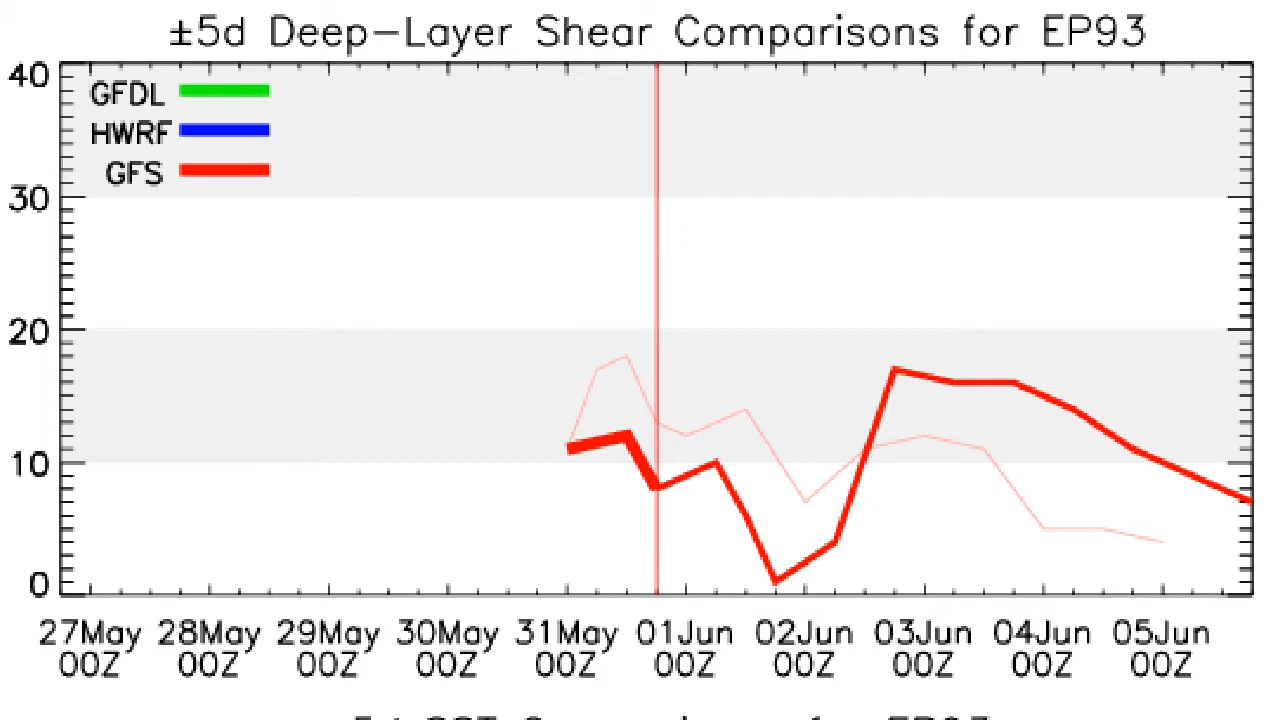 ±5d Deep-Layer Shear Comparisons for EP93
40
GFDL
HWRF
GFS
30
20
10
0
27May 28May 29May 30May 31May 01Jun 02Jun 03Jun 04Jun 05Jun
00Z 00Z 00Z 00Z 00Z 00Z 00Z 00Z 00Z 00Z